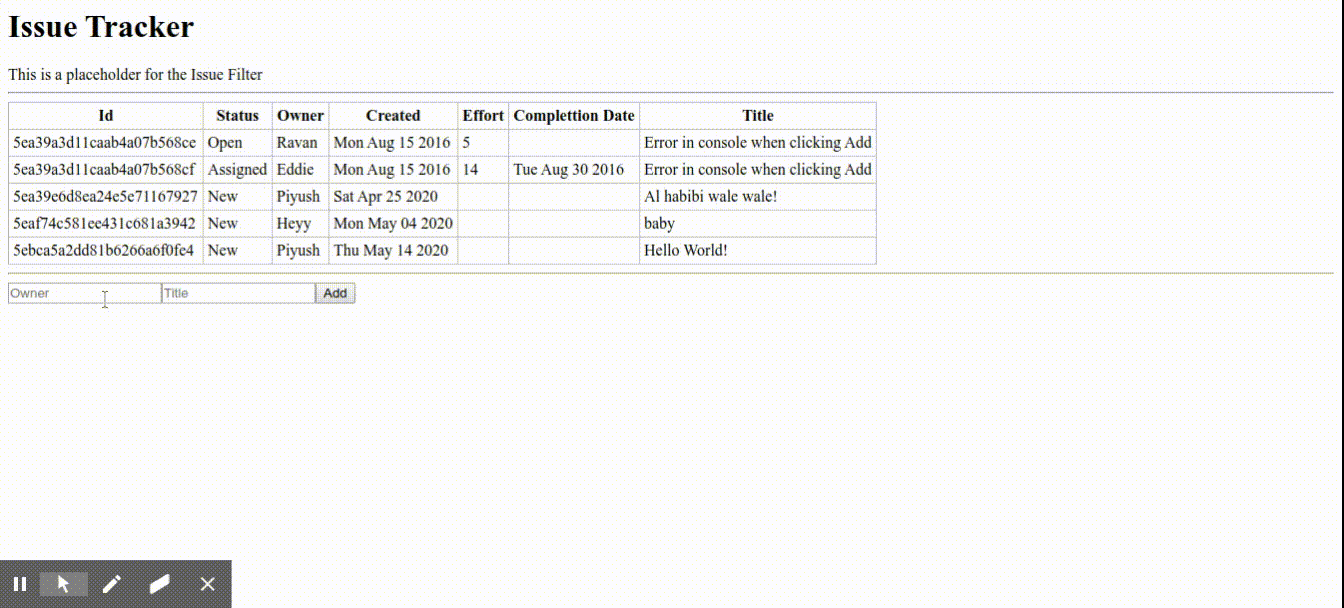 Issue Tracker
This is a placeholder for the Issue Filter
Id Status Owner Created Effort Complettion Date Title
5ea39a3d11caab4a07b568ce Open Ravan Mon Aug 15 2016 5 Error in console when clicking Add
5ea39a3d11caab4a07b568cf Assigned Eddie Mon Aug 15 2016 14 Tue Aug 30 2016 Error in console when clicking Add
5ea39e6d8ea24e5e71167927 New Piyush Sat Apr 25 2020 Al habibi wale wale!
5eaf74c581ee431c681a3942 New Heyy Mon May 04 2020 baby
5ebca5a2dd81b6266a6f0fe4 New Piyush Thu May 14 2020 Hello World!
Owner Title Add